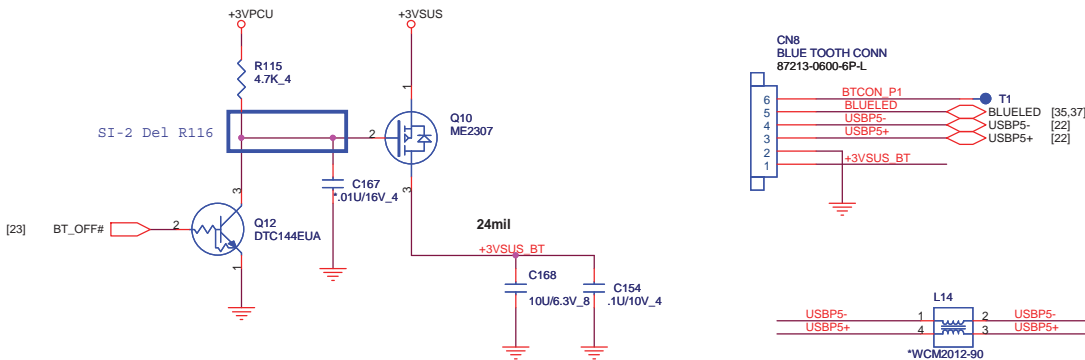 +3VPCU
+3VSUS
R115
4.7K_4
SI-2 Del R116
1
2
3
Q10
ME2307
C167
*.01U/16V_4
[23]
BT_OFF#
2
3
1
Q12
DTC144EUA
24mil
+3VSUS_BT
C168
10U/6.3V_8
C154
.1U/10V_4
CN8
BLUE TOOTH CONN
87213-0600-6P-L
6 BTCON_P1 T1
5 BLUELED BLUELED [35,37]
4 USBP5- USBP5- [22]
3 USBP5+ USBP5+ [22]
2
1 +3VSUS_BT
L14
USBP5- 1 2 USBP5-
USBP5+ 4 3 USBP5+
*WCM2012-90